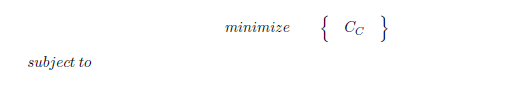 minimize { C_C }
subject to